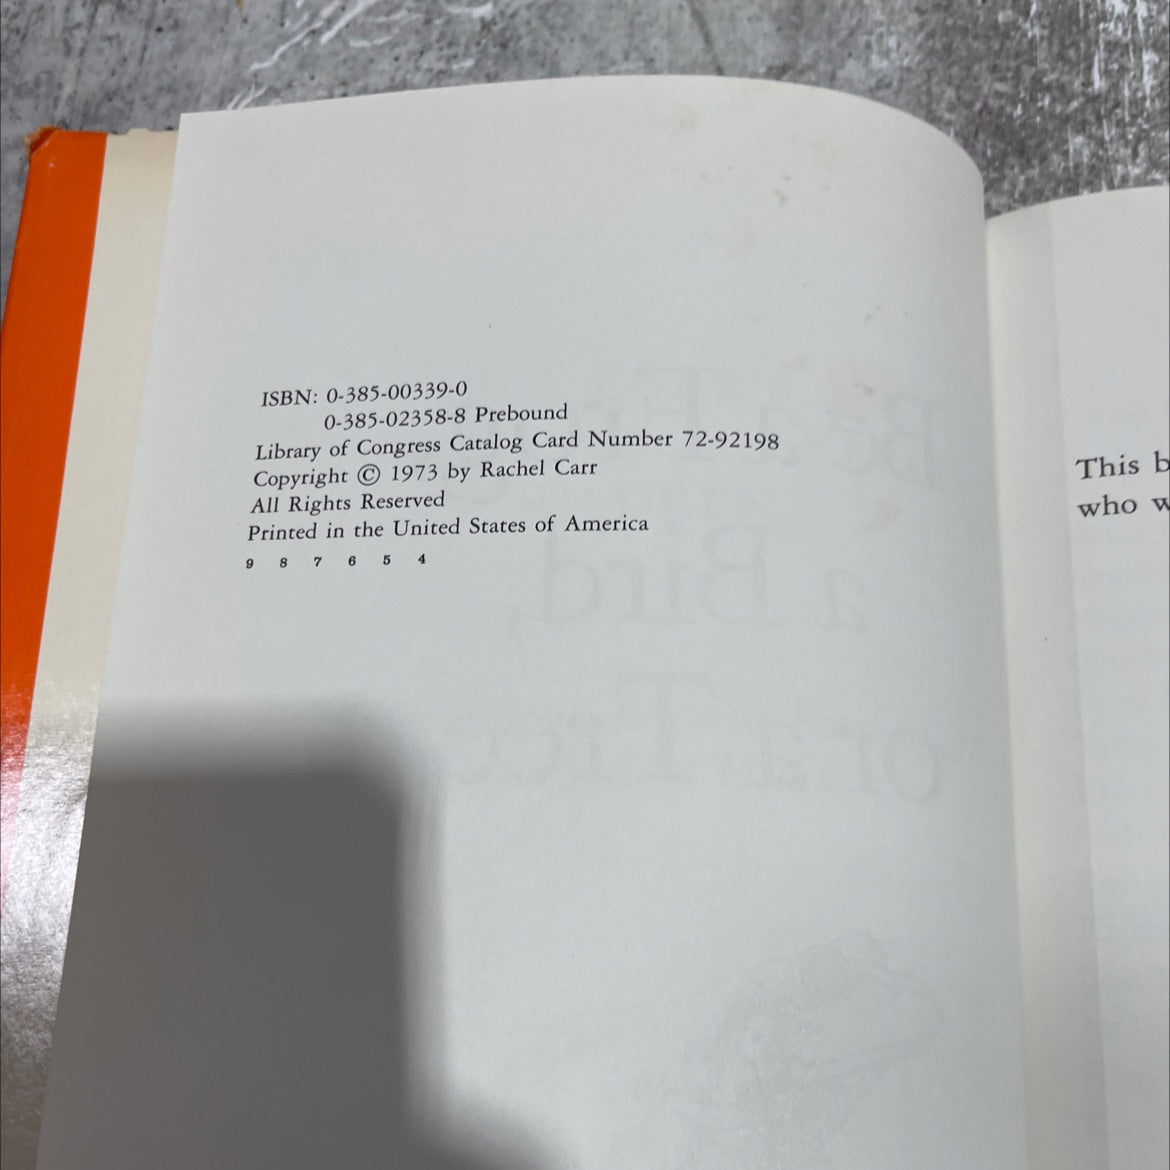 ISBN: 0-385-00339-0
0-385-02358-8 Prebound
Library of Congress Catalog Card Number 72-92198
Copyright © 1973 by Rachel Carr
All Rights Reserved
Printed in the United States of America
9 8 7 6 5 4
This b
who w